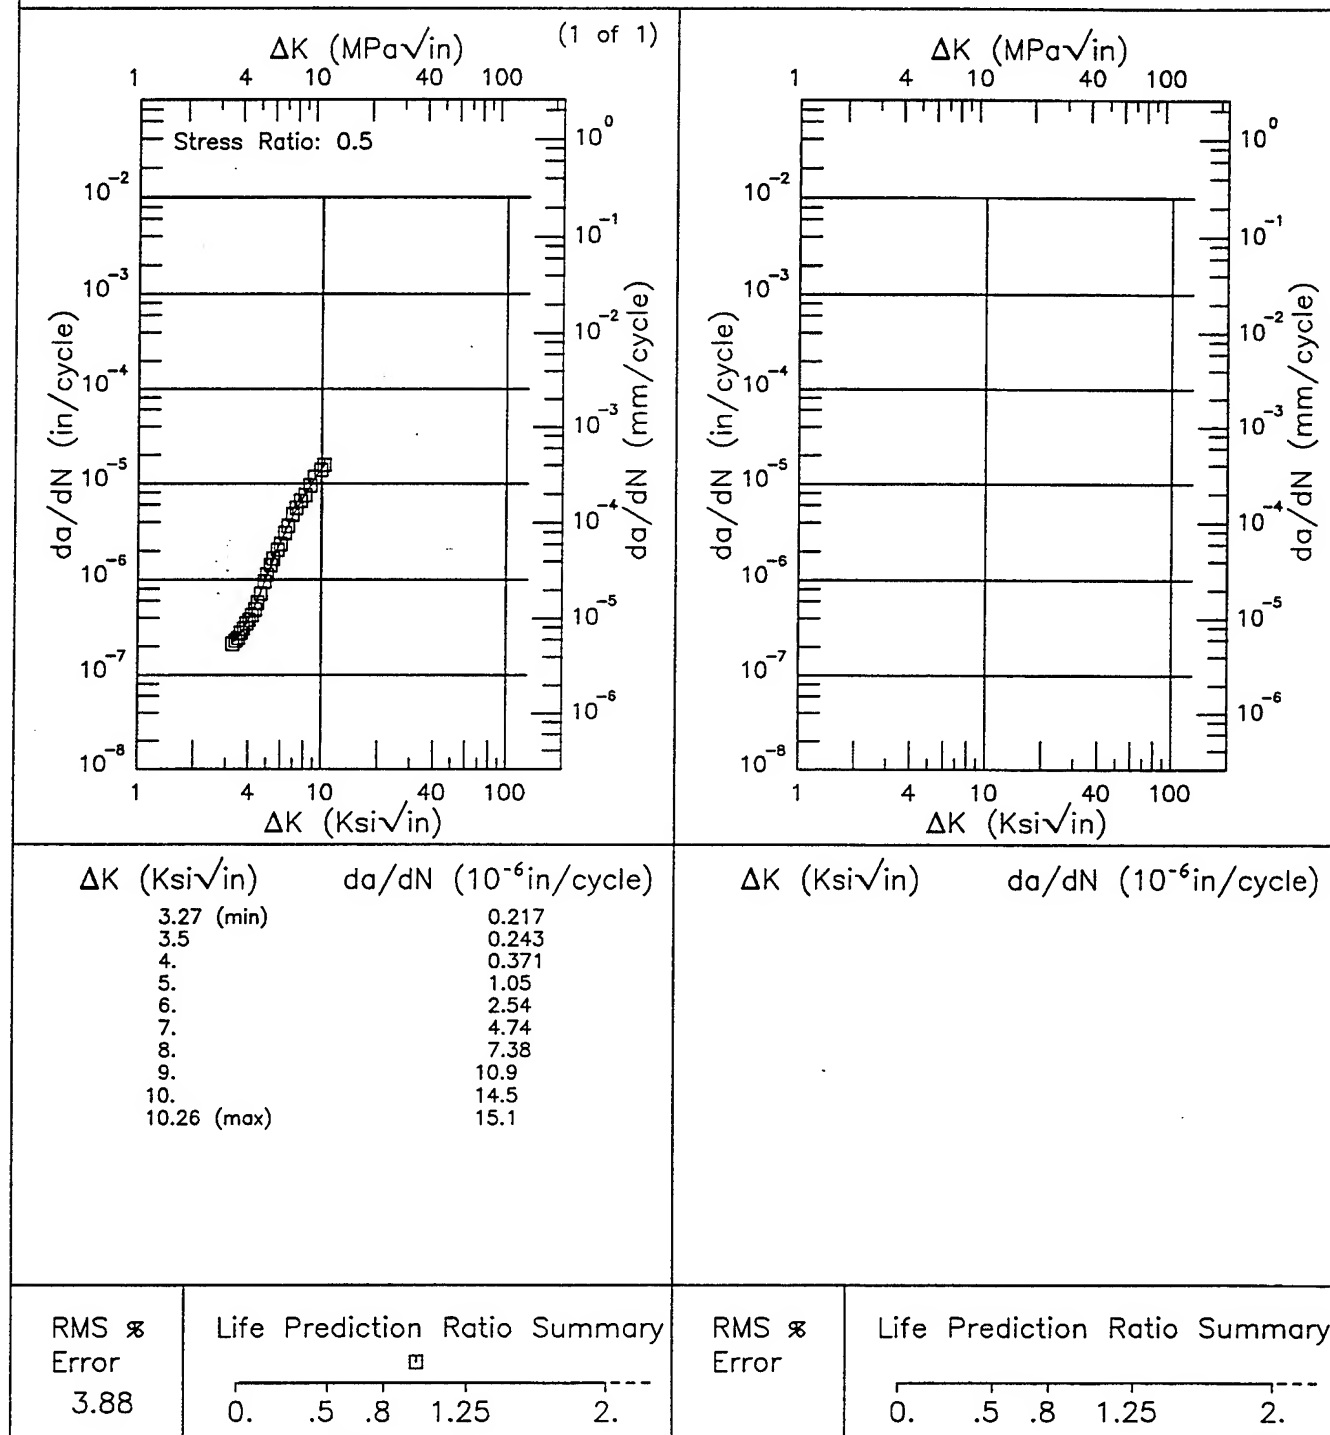 (1 of 1)
ΔK (MPa√in)
1 4 10 40 100
Stress Ratio: 0.5
da/dN (in/cycle)
10⁻²
10⁻³
10⁻⁴
10⁻⁵
10⁻⁶
10⁻⁷
10⁻⁸
da/dN (mm/cycle)
10⁰
10⁻¹
10⁻²
10⁻³
10⁻⁴
10⁻⁵
10⁻⁶
1 4 10 40 100
ΔK (Ksi√in)
ΔK (MPa√in)
1 4 10 40 100
da/dN (in/cycle)
10⁻²
10⁻³
10⁻⁴
10⁻⁵
10⁻⁶
10⁻⁷
10⁻⁸
da/dN (mm/cycle)
10⁰
10⁻¹
10⁻²
10⁻³
10⁻⁴
10⁻⁵
10⁻⁶
1 4 10 40 100
ΔK (Ksi√in)
ΔK (Ksi√in) da/dN (10⁻⁶in/cycle)
3.27 (min) 0.217
3.5 0.243
4. 0.371
5. 1.05
6. 2.54
7. 4.74
8. 7.38
9. 10.9
10. 14.5
10.26 (max) 15.1
ΔK (Ksi√in) da/dN (10⁻⁶in/cycle)
RMS %
Error
3.88
Life Prediction Ratio Summary
0. .5 .8 1.25 2.
RMS %
Error
Life Prediction Ratio Summary
0. .5 .8 1.25 2.